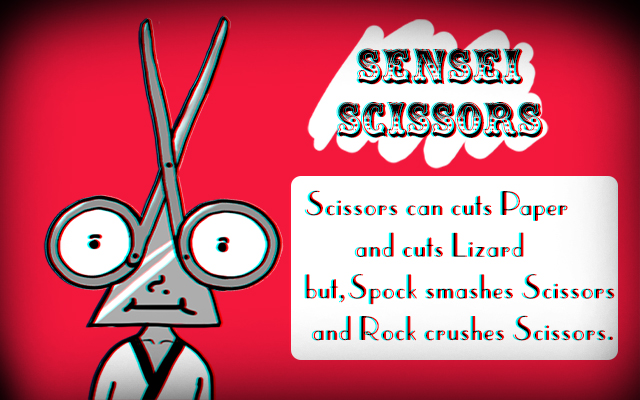 SENSEI
SCISSORS
Scissors can cuts Paper
and cuts Lizard
but, Spock smashes Scissors
and Rock crushes Scissors.